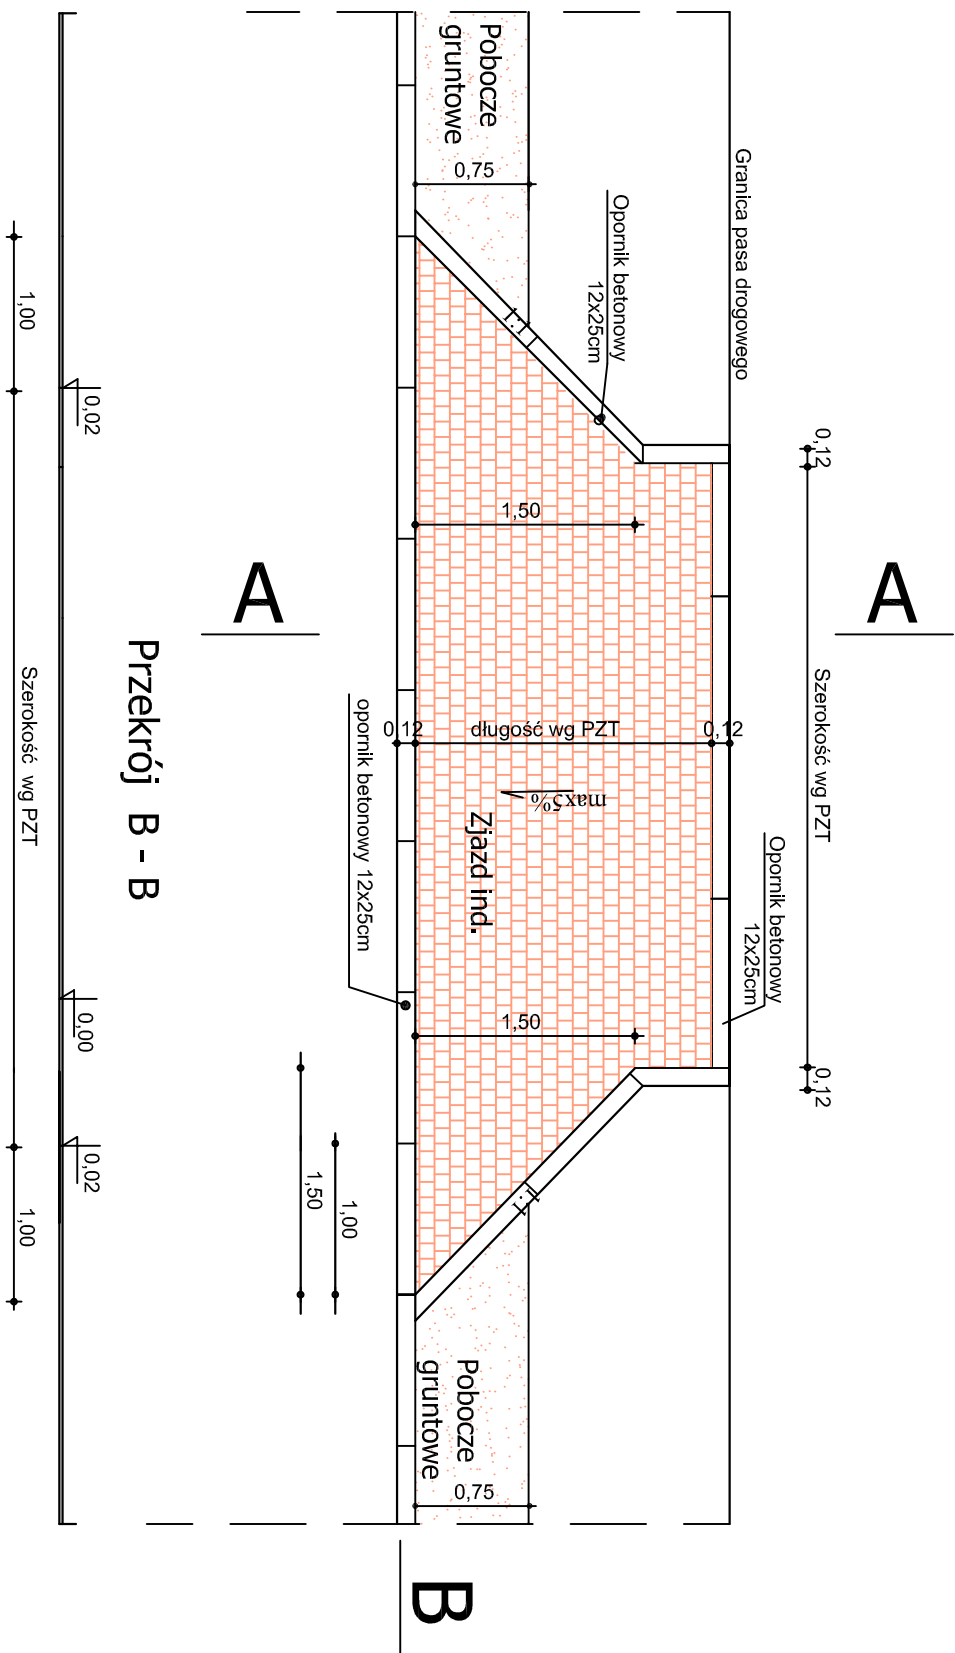 Granica pasa drogowego
0,12
Szerokość wg PZT
0,12
A
A
Opornik betonowy
12x25cm
Opornik betonowy
12x25cm
Pobocze
gruntowe
0,75
1:1
1,50
0,12
długość wg PZT
0,12
max5%
Zjazd ind.
1,50
1:1
Pobocze
gruntowe
0,75
opornik betonowy 12x25cm
B
1,00
1,50
Przekrój B - B
0,02
0,00
0,02
1,00
Szerokość wg PZT
1,00